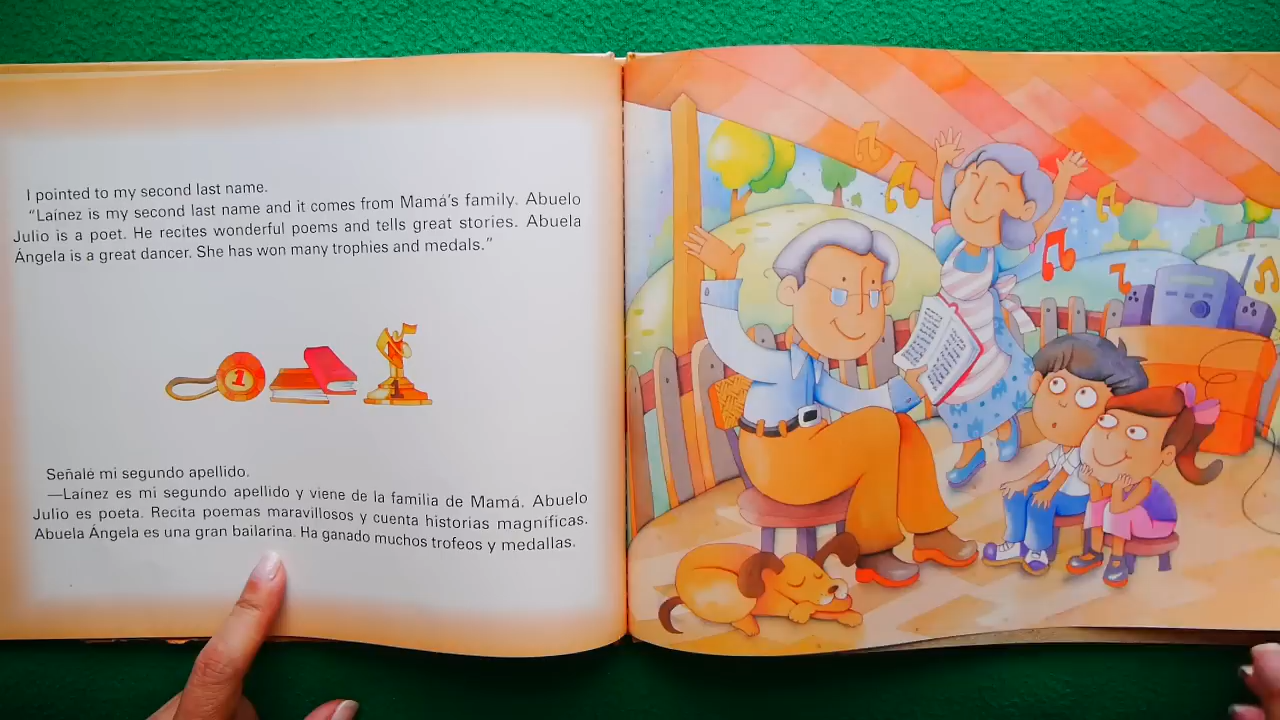 I pointed to my second last name.
"Laínez is my second last name and it comes from Mamá's family. Abuelo
Julio is a poet. He recites wonderful poems and tells great stories. Abuela
Ángela is a great dancer. She has won many trophies and medals."
1
1
Señalé mi segundo apellido.
—Laínez es mi segundo apellido y viene de la familia de Mamá. Abuelo
Julio es poeta. Recita poemas maravillosos y cuenta historias magníficas.
Abuela Ángela es una gran bailarina. Ha ganado muchos trofeos y medallas.